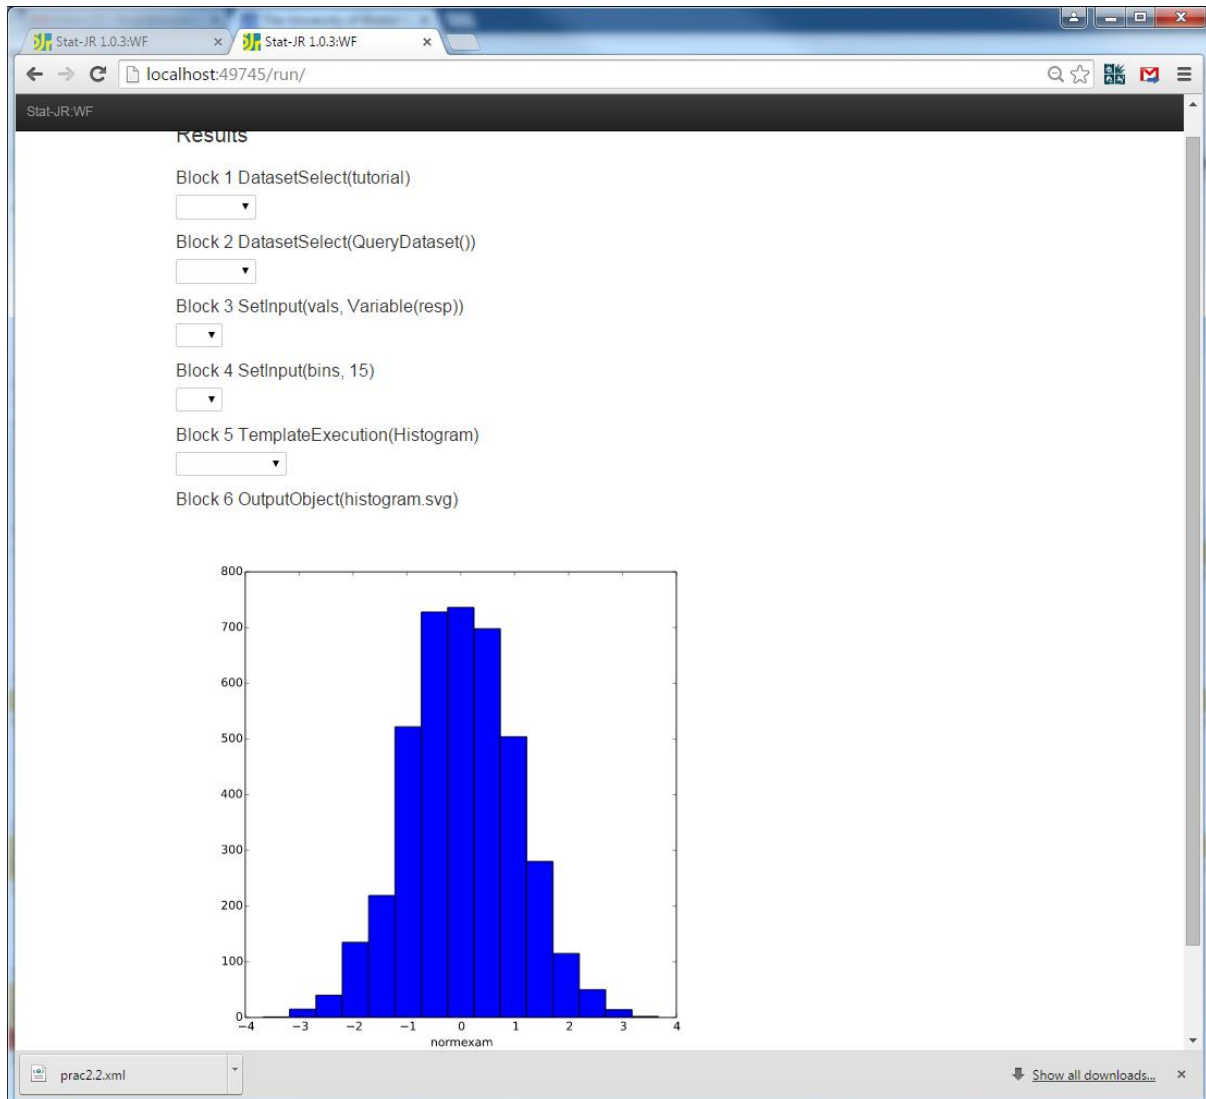 Stat-JR 1.0.3:WF
Stat-JR 1.0.3:WF
localhost:49745/run/
Stat-JR:WF
Results
Block 1 DatasetSelect(tutorial)
Block 2 DatasetSelect(QueryDataset())
Block 3 SetInput(vals, Variable(resp))
Block 4 SetInput(bins, 15)
Block 5 TemplateExecution(Histogram)
Block 6 OutputObject(histogram.svg)
800
700
600
500
400
300
200
100
0
−4 −3 −2 −1 0 1 2 3 4
normexam
prac2.2.xml
Show all downloads...